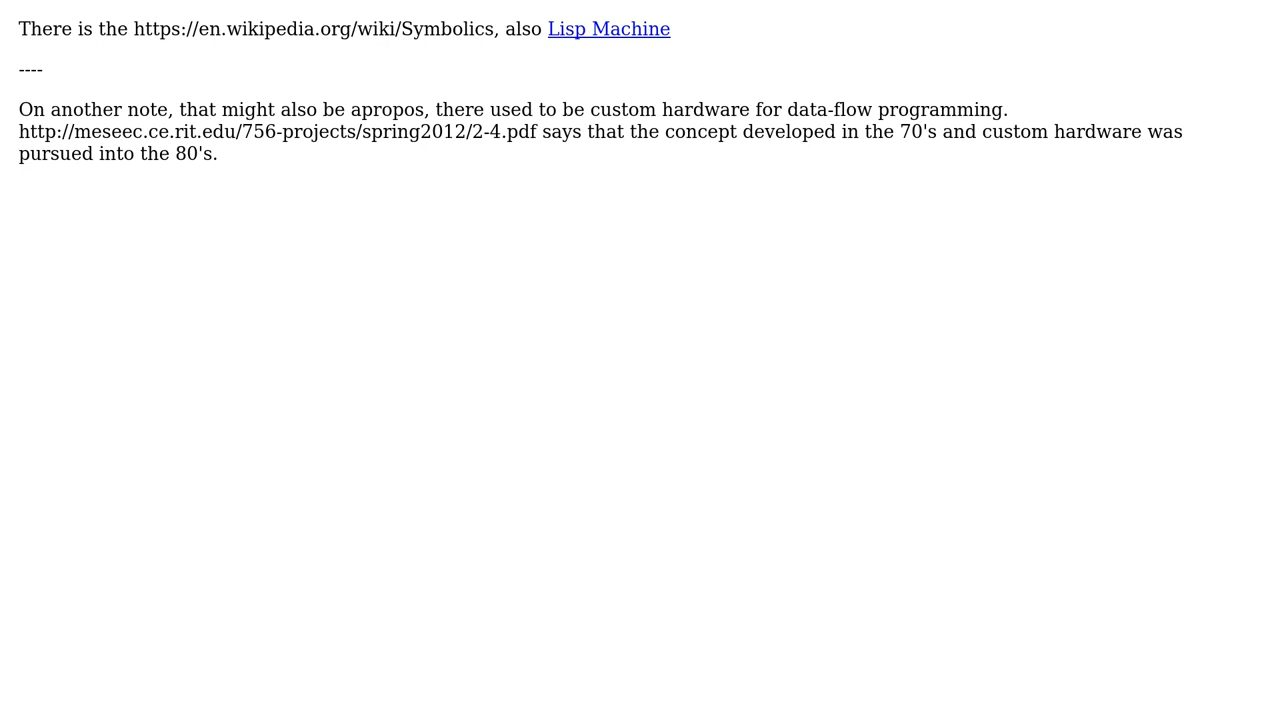 There is the https://en.wikipedia.org/wiki/Symbolics, also Lisp Machine
----
On another note, that might also be apropos, there used to be custom hardware for data-flow programming.
http://meseec.ce.rit.edu/756-projects/spring2012/2-4.pdf says that the concept developed in the 70's and custom hardware was
pursued into the 80's.